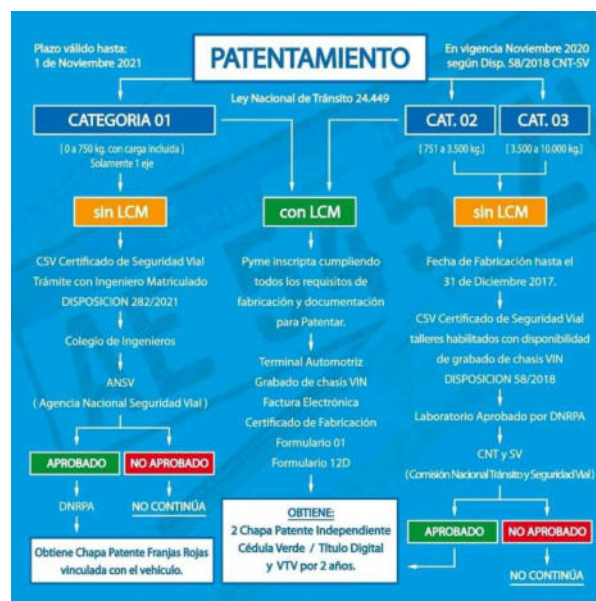 Plazo válido hasta:
1 de Noviembre 2021
PATENTAMIENTO
En vigencia Noviembre 2020
según Disp. 58/2018 CNT-SV
Ley Nacional de Tránsito 24.449
CATEGORIA 01
[ 0 a 750 kg. con carga incluida ]
Solamente 1 eje
CAT. 02
[ 751 a 3.500 kg. ]
CAT. 03
[ 3.500 a 10.000 kg. ]
sin LCM
CSV Certificado de Seguridad Vial
Trámite con Ingeniero Matriculado
DISPOSICION 282/2021
Colegio de Ingenieros
ANSV
( Agencia Nacional Seguridad Vial )
APROBADO
NO APROBADO
DNRPA
NO CONTINÚA
Obtiene Chapa Patente Franjas Rojas
vinculada con el vehículo.
con LCM
Pyme inscripta cumpliendo
todos los requisitos de
fabricación y documentación
para Patentar.
Terminal Automotriz
Grabado de chasis VIN
Factura Electrónica
Certificado de Fabricación
Formulario 01
Formulario 12D
OBTIENE:
2 Chapa Patente Independiente
Cédula Verde / Titulo Digital
y VTV por 2 años.
sin LCM
Fecha de Fabricación hasta el
31 de Diciembre 2017.
CSV Certificado de Seguridad Vial
talleres habilitados con disponibilidad
de grabado de chasis VIN
DISPOSICION 58/2018
Laboratorio Aprobado por DNRPA
CNT y SV
(Comisión Nacional Tránsito y Seguridad Vial)
APROBADO
NO APROBADO
NO CONTINÚA